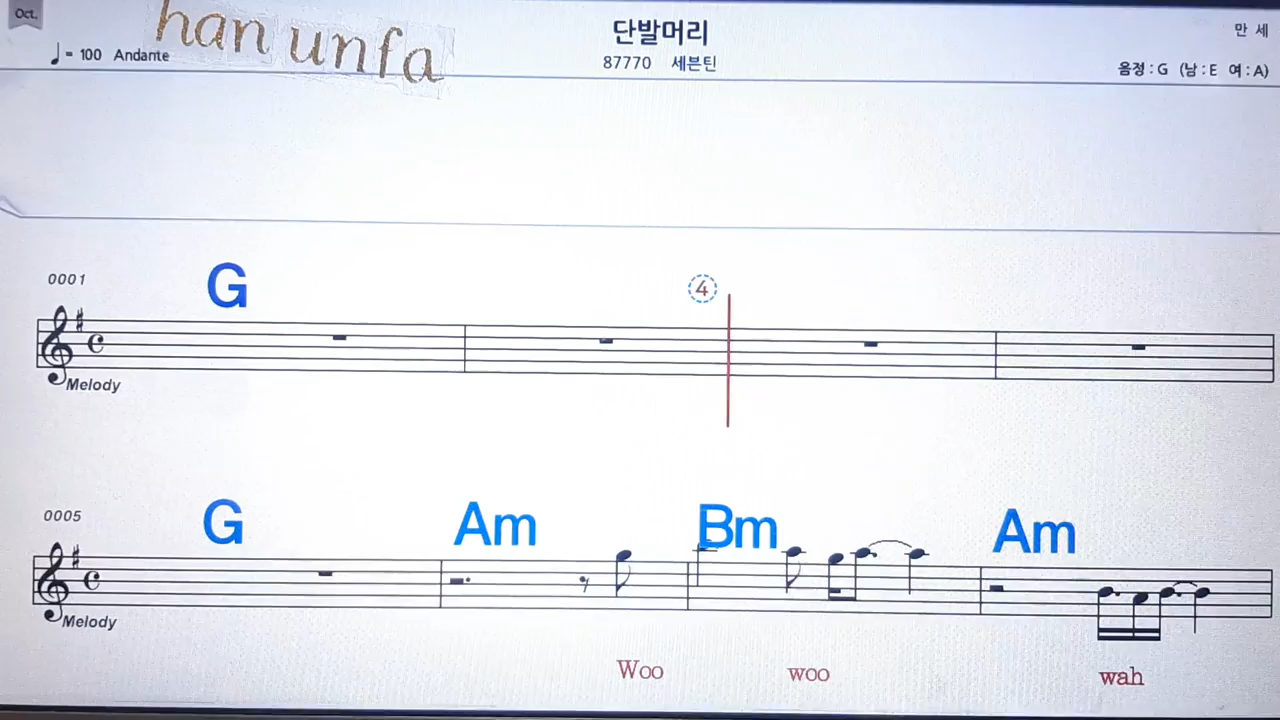 Oct.
han unfa
단발머리
만 세
♩= 100 Andante
87770 세븐틴
음정 : G (남 : E 여 : A)
0001
G
4
Melody
0005
G Am Bm Am
Melody
Woo woo wah